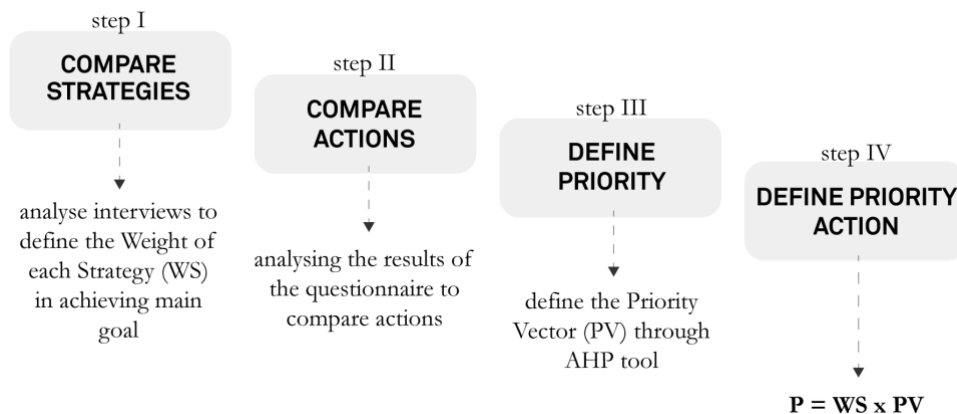 step I
COMPARE
STRATEGIES
analyse interviews to
define the Weight of
each Strategy (WS)
in achieving main
goal
step II
COMPARE
ACTIONS
analysing the results of
the questionnaire to
compare actions
step III
DEFINE
PRIORITY
define the Priority
Vector (PV) through
AHP tool
step IV
DEFINE PRIORITY
ACTION
P = WS x PV